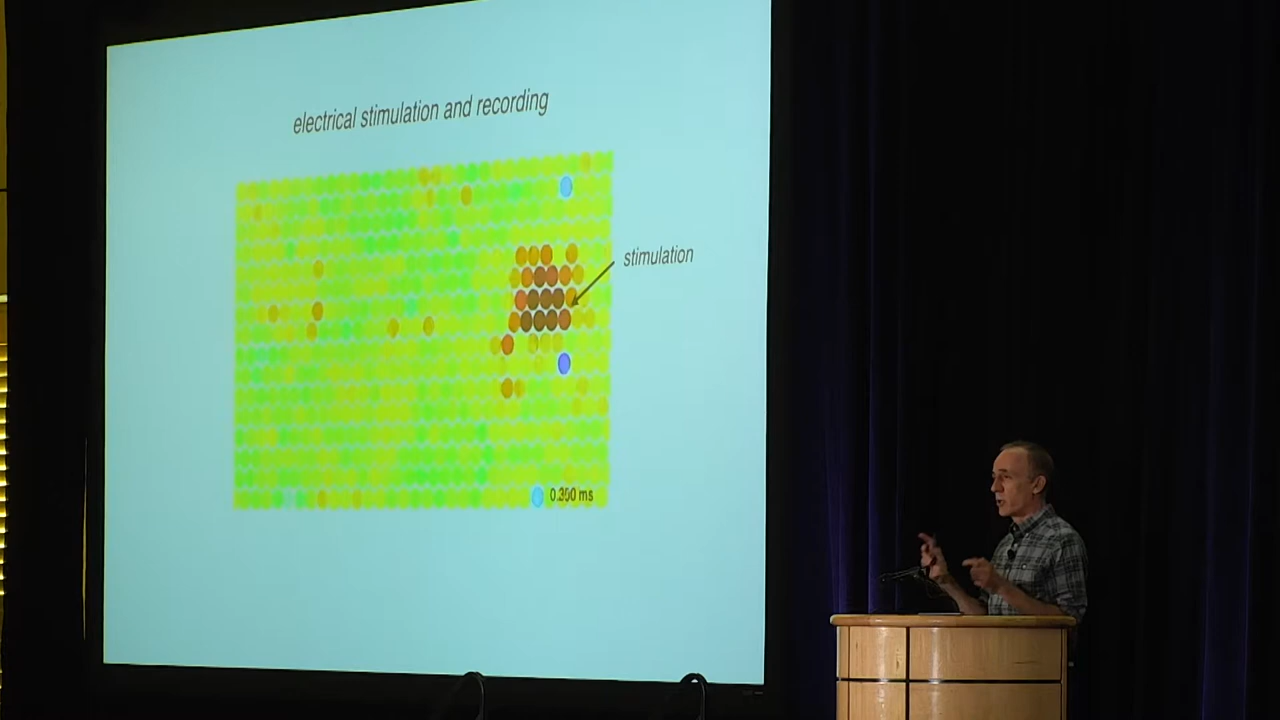 electrical stimulation and recording
stimulation
0.300 ms